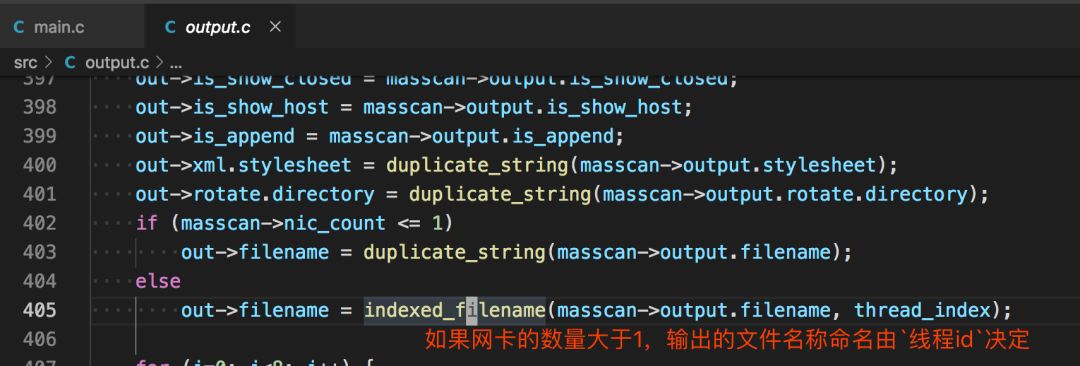 main.c
output.c ×
src > output.c > ...
397 out->is_show_closed = masscan->output.is_show_closed;
398 out->is_show_host = masscan->output.is_show_host;
399 out->is_append = masscan->output.is_append;
400 out->xml.stylesheet = duplicate_string(masscan->output.stylesheet);
401 out->rotate.directory = duplicate_string(masscan->output.rotate.directory);
402 if (masscan->nic_count <= 1)
403 out->filename = duplicate_string(masscan->output.filename);
404 else
405 out->filename = indexed_filename(masscan->output.filename, thread_index);
406 如果网卡的数量大于1，输出的文件名称命名由`线程id`决定
407 for (i=0; i<8; i++) {